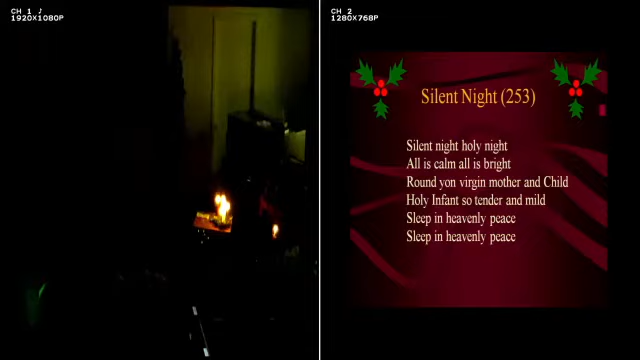 CH 1 ♪
1920X1080P
CH 2
1280X768P
Silent Night (253)
Silent night holy night
All is calm all is bright
Round yon virgin mother and Child
Holy Infant so tender and mild
Sleep in heavenly peace
Sleep in heavenly peace